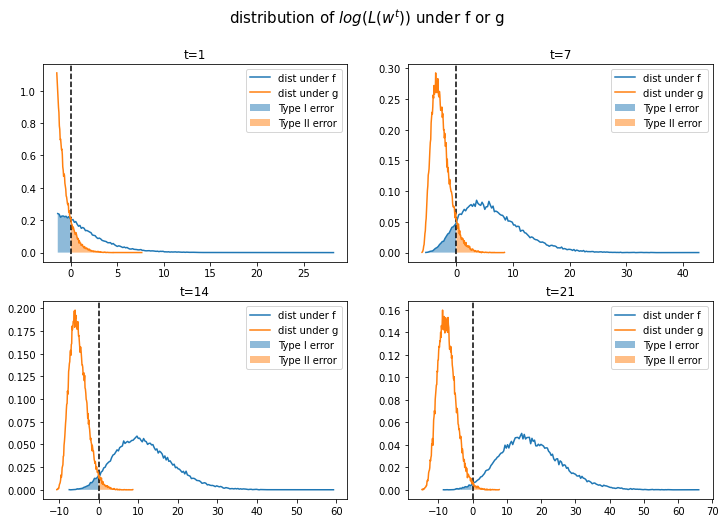 distribution of log(L(w^t)) under f or g
t=1
1.0
0.8
0.6
0.4
0.2
0.0
0 5 10 15 20 25
dist under f
dist under g
Type I error
Type II error
t=7
0.30
0.25
0.20
0.15
0.10
0.05
0.00
0 10 20 30 40
dist under f
dist under g
Type I error
Type II error
t=14
0.200
0.175
0.150
0.125
0.100
0.075
0.050
0.025
0.000
−10 0 10 20 30 40 50 60
dist under f
dist under g
Type I error
Type II error
t=21
0.16
0.14
0.12
0.10
0.08
0.06
0.04
0.02
0.00
−10 0 10 20 30 40 50 60 70
dist under f
dist under g
Type I error
Type II error